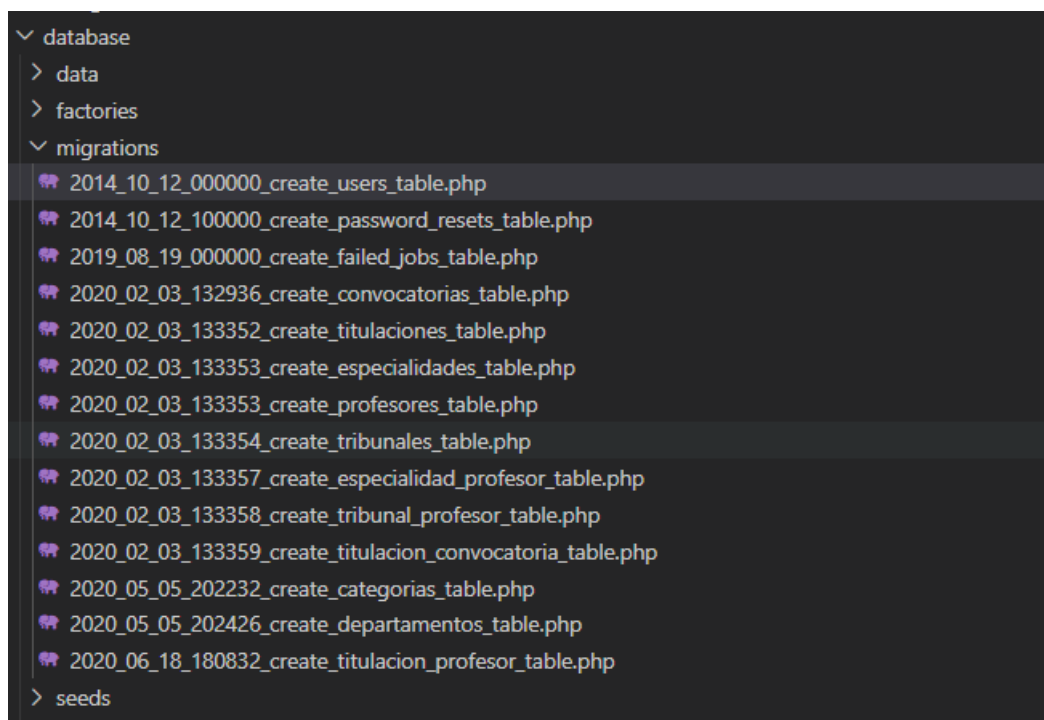 database
data
factories
migrations
2014_10_12_000000_create_users_table.php
2014_10_12_100000_create_password_resets_table.php
2019_08_19_000000_create_failed_jobs_table.php
2020_02_03_132936_create_convocatorias_table.php
2020_02_03_133352_create_titulaciones_table.php
2020_02_03_133353_create_especialidades_table.php
2020_02_03_133353_create_profesores_table.php
2020_02_03_133354_create_tribunales_table.php
2020_02_03_133357_create_especialidad_profesor_table.php
2020_02_03_133358_create_tribunal_profesor_table.php
2020_02_03_133359_create_titulacion_convocatoria_table.php
2020_05_05_202232_create_categorias_table.php
2020_05_05_202426_create_departamentos_table.php
2020_06_18_180832_create_titulacion_profesor_table.php
seeds